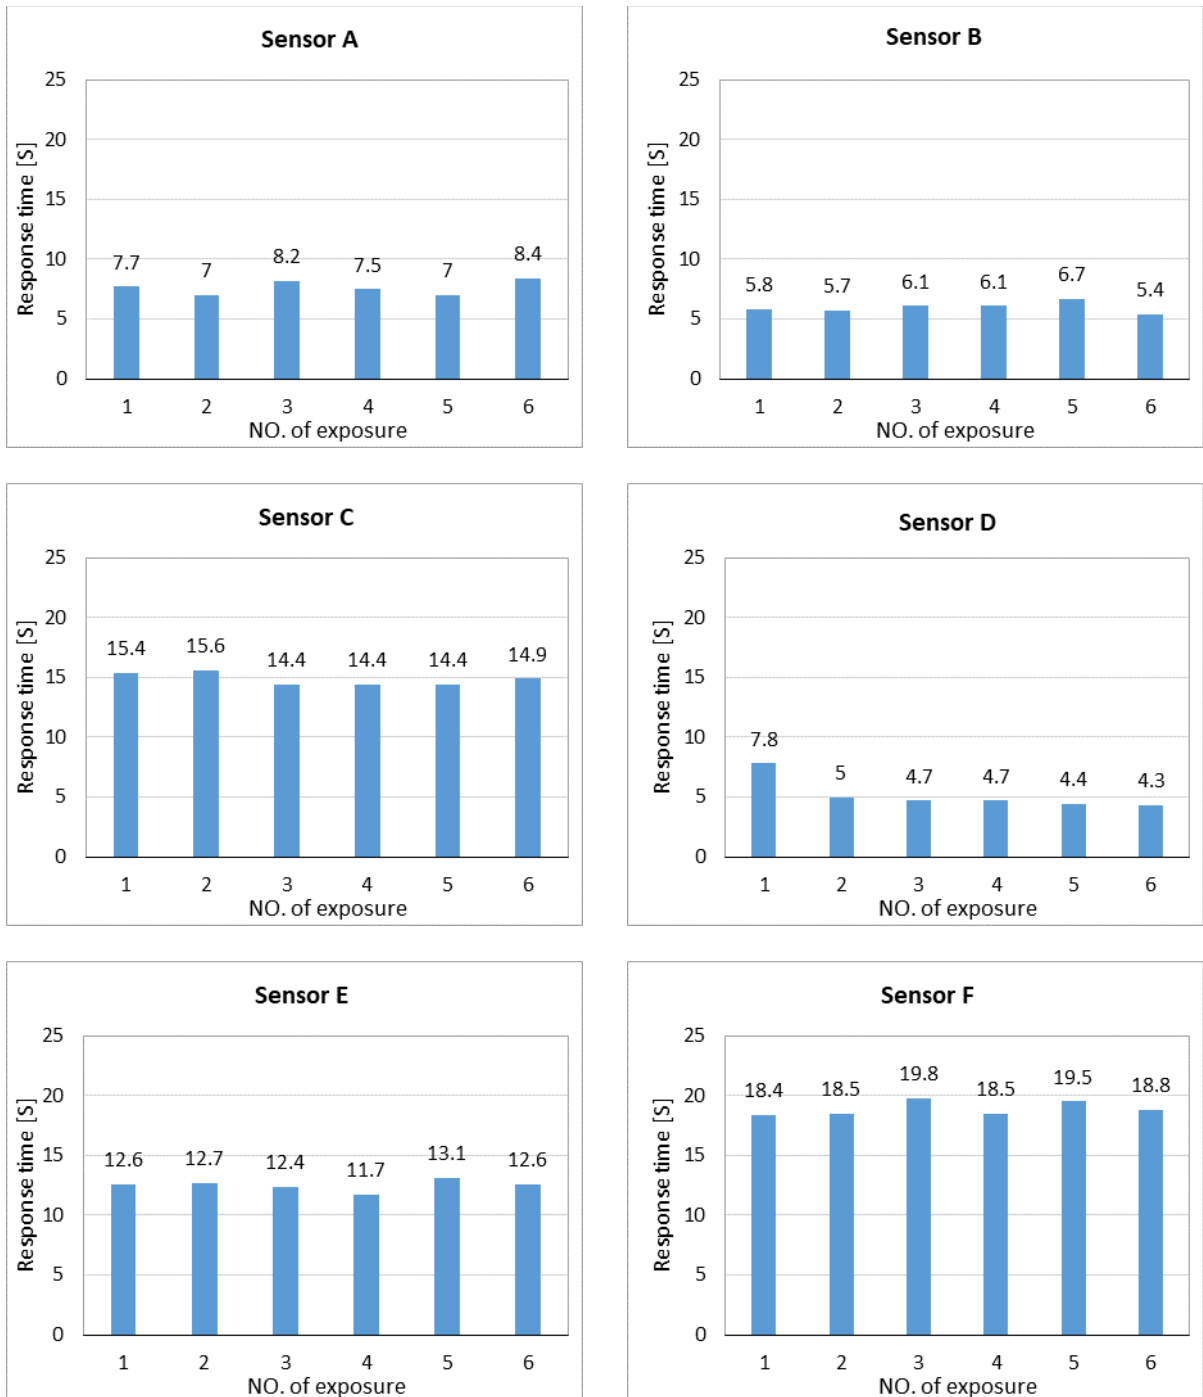 Sensor A
25
20
15
10
5
0
Response time [S]
7.7 7 8.2 7.5 7 8.4
1 2 3 4 5 6
NO. of exposure
Sensor B
25
20
15
10
5
0
Response time [S]
5.8 5.7 6.1 6.1 6.7 5.4
1 2 3 4 5 6
NO. of exposure
Sensor C
25
20
15
10
5
0
Response time [S]
15.4 15.6 14.4 14.4 14.4 14.9
1 2 3 4 5 6
NO. of exposure
Sensor D
25
20
15
10
5
0
Response time [S]
7.8 5 4.7 4.7 4.4 4.3
1 2 3 4 5 6
NO. of exposure
Sensor E
25
20
15
10
5
0
Response time [S]
12.6 12.7 12.4 11.7 13.1 12.6
1 2 3 4 5 6
NO. of exposure
Sensor F
25
20
15
10
5
0
Response time [S]
18.4 18.5 19.8 18.5 19.5 18.8
1 2 3 4 5 6
NO. of exposure